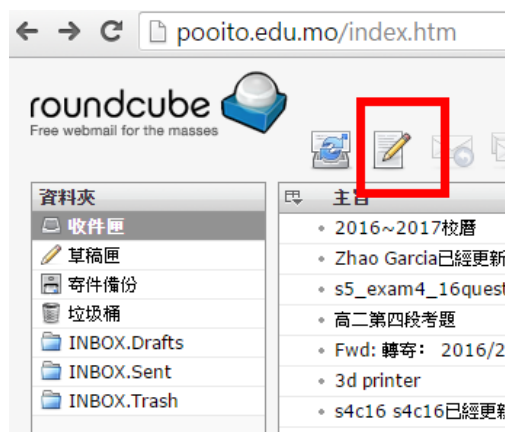 pooito.edu.mo/index.htm
roundcube
Free webmail for the masses
資料夾
主旨
收件匣
2016~2017校曆
草稿匣
Zhao Garcia已經更新
寄件備份
s5_exam4_16quest
垃圾桶
高二第四段考題
INBOX.Drafts
Fwd: 轉寄： 2016/2
INBOX.Sent
3d printer
INBOX.Trash
s4c16 s4c16已經更新